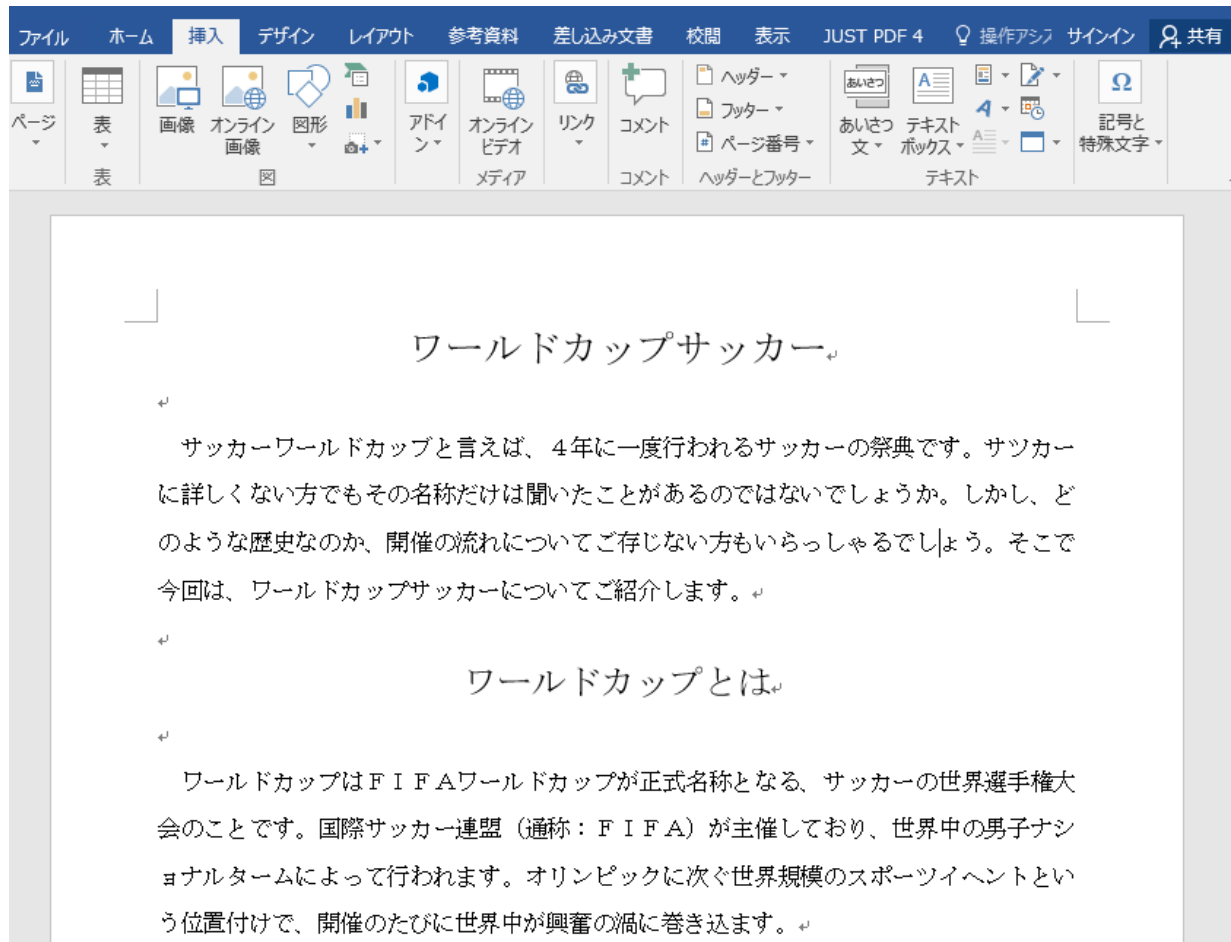 ファイル ホーム 挿入 デザイン レイアウト 参考資料 差し込み文書 校閲 表示 JUST PDF 4 操作アシ サインイン 共有
ページ
表
画像
オンライン
画像
図形
アドイ
ン
オンライン
ビデオ
リンク
コメント
ヘッダー
フッター
ページ番号
あいさつ
あいさつ
文
テキスト
ボックス
記号と
特殊文字
表 図 メディア コメント ヘッダーとフッター テキスト
ワールドカップサッカー
サッカーワールドカッブと言えば、４年に一度行われるサッカーの祭典です。サツカー
に詳しくない方でもその名称だけは聞いたことがあるのではないでしょうか。しかし、ど
のような歴史なのか、開催の流れについてご存じない方もいらっしゃるでしょう。そこで
今回は、ワールドカップサッカーについてご紹介します。
ワールドカップとは
ワールドカップはＦＩＦＡワールドカップが正式名称となる、サッカーの世界選手権大
会のことです。国際サッカー連盟（通称：ＦＩＦＡ）が主催しており、世界中の男子ナシ
ョナルタームによって行われます。オリンピックに次ぐ世界規模のスポーツイヘントとい
う位置付けで、開催のたびに世界中が興奮の渦に巻き込ます。